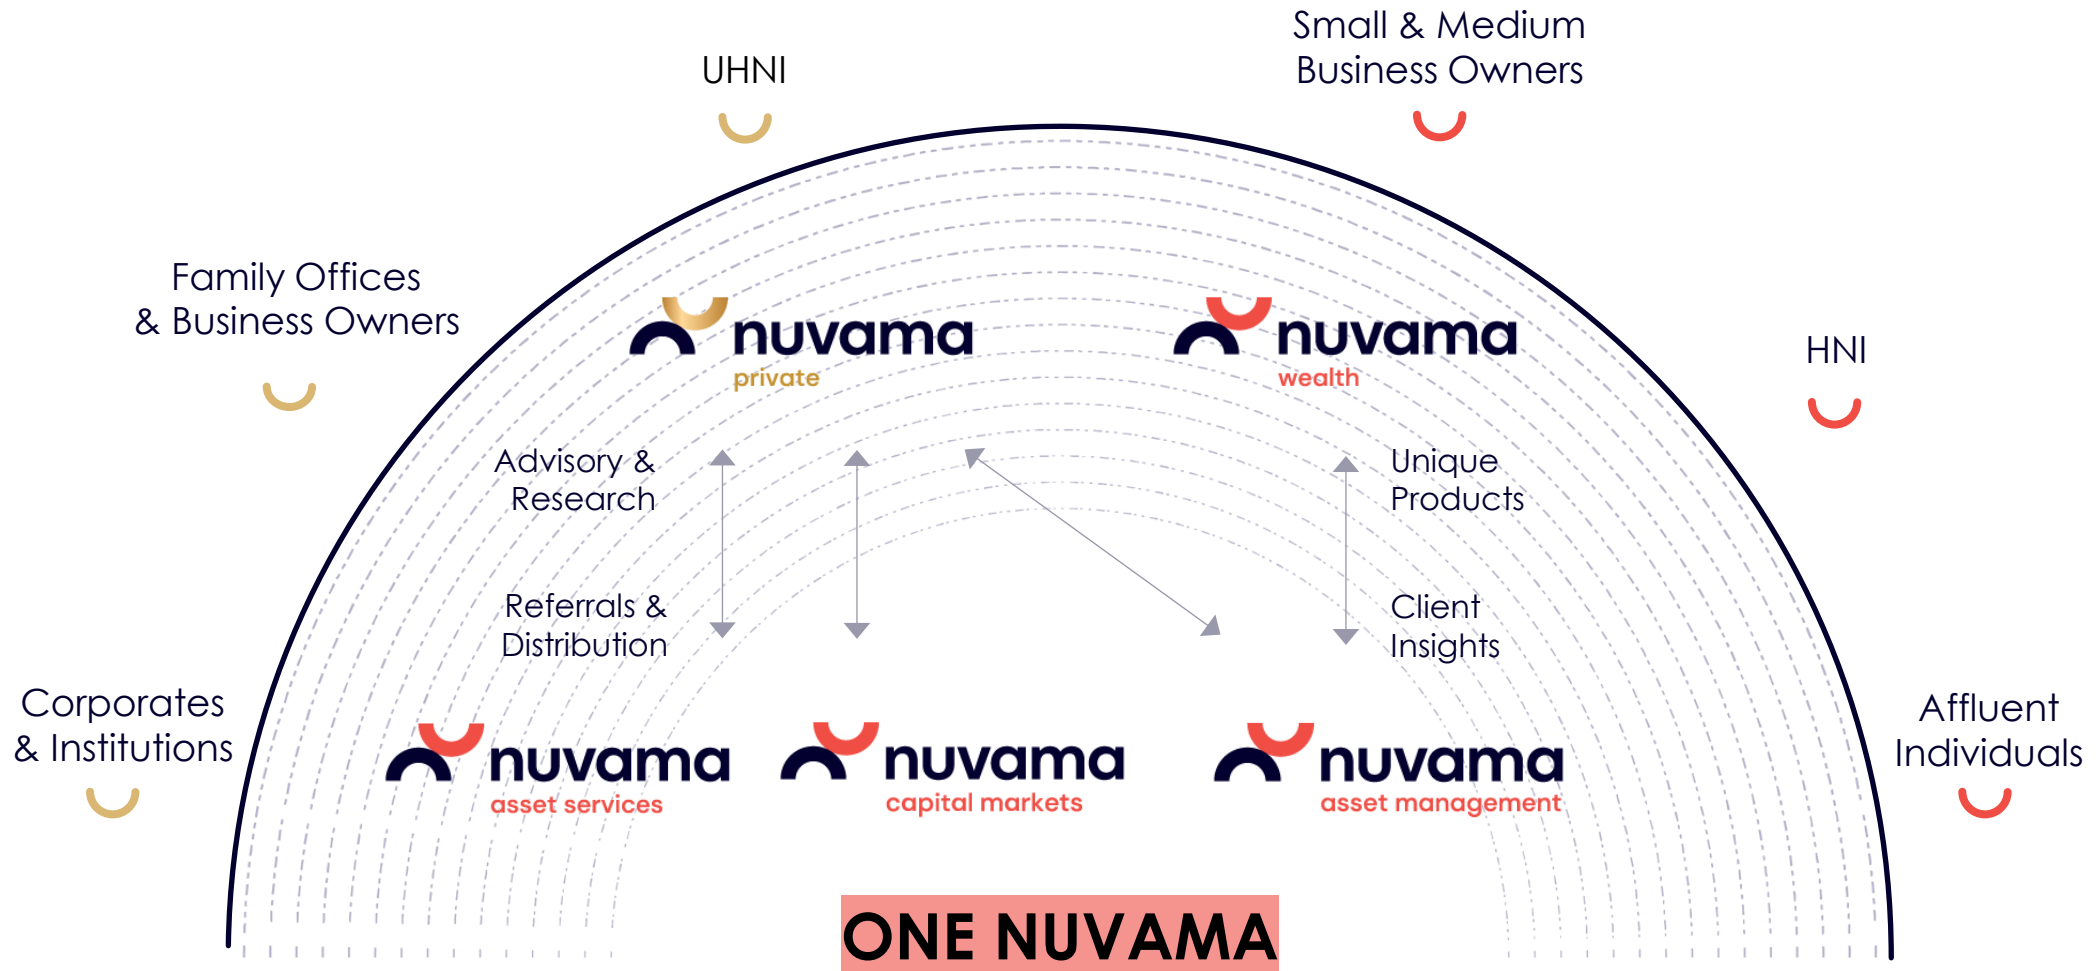 Small & Medium
Business Owners
UHNI
Family Offices
& Business Owners
HNI
nuvama
private
nuvama
wealth
Advisory &
Research
Unique
Products
Referrals &
Distribution
Client
Insights
Corporates
& Institutions
Affluent
Individuals
nuvama
asset services
nuvama
capital markets
nuvama
asset management
ONE NUVAMA